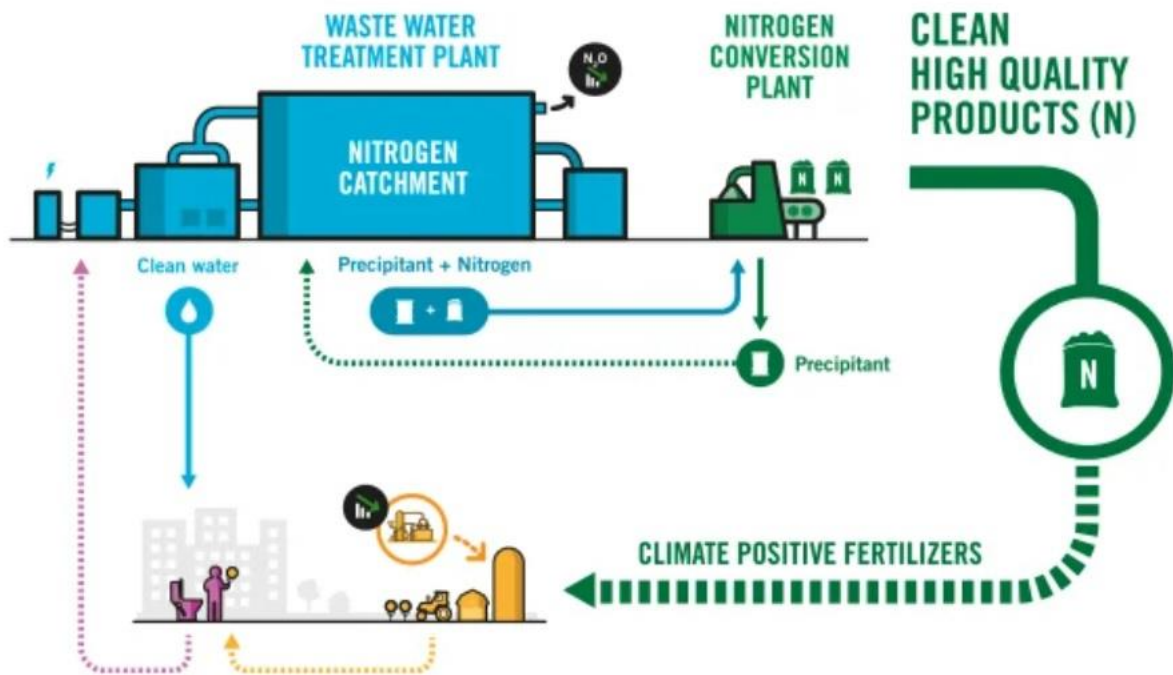 WASTE WATER
TREATMENT PLANT
N₂O
NITROGEN
CONVERSION
PLANT
CLEAN
HIGH QUALITY
PRODUCTS (N)
NITROGEN
CATCHMENT
N N
Clean water
Precipitant + Nitrogen
+
Precipitant
N
CLIMATE POSITIVE FERTILIZERS